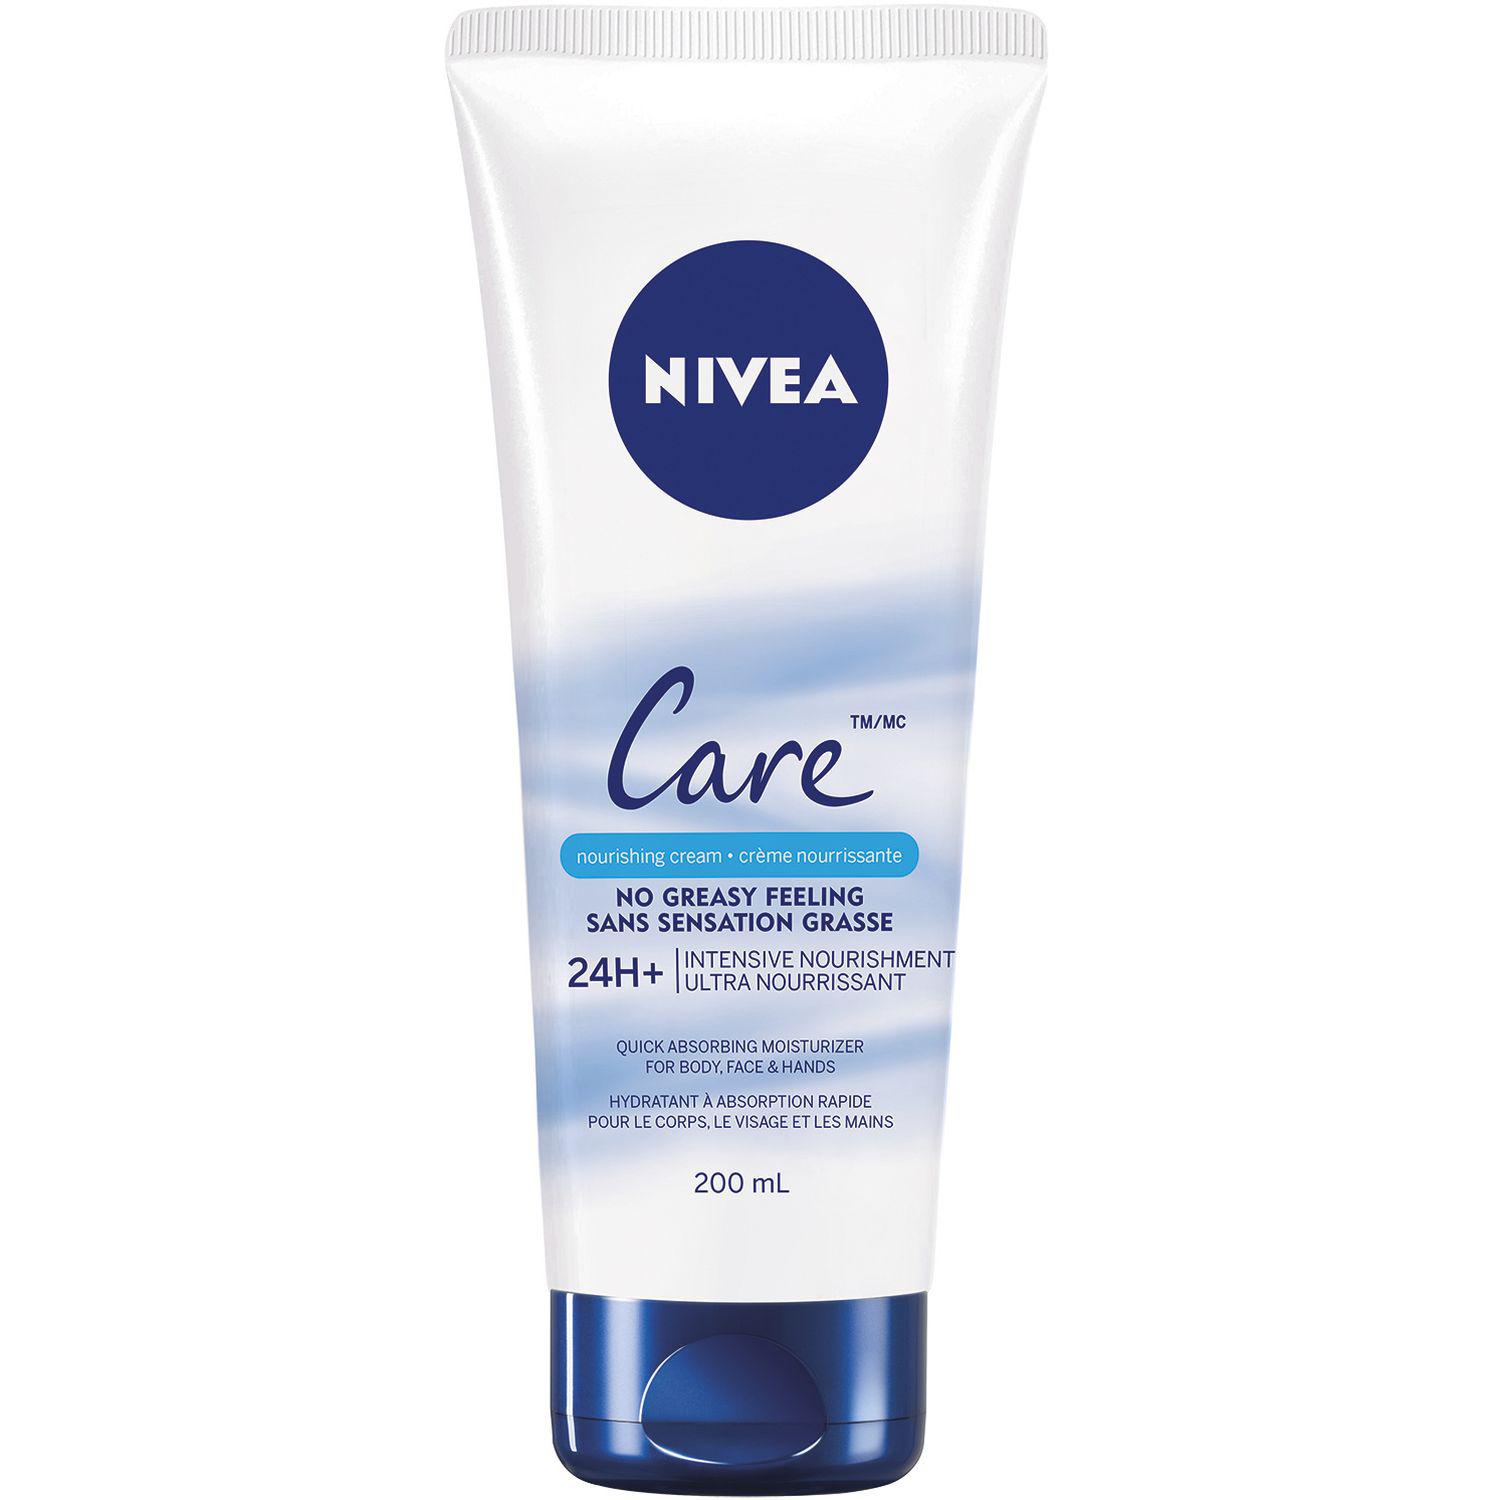 NIVEA
Care TM/MC
nourishing cream • crème nourrissante
NO GREASY FEELING
SANS SENSATION GRASSE
24H+ | INTENSIVE NOURISHMENT
ULTRA NOURRISSANT
QUICK ABSORBING MOISTURIZER
FOR BODY, FACE & HANDS
HYDRATANT À ABSORPTION RAPIDE
POUR LE CORPS, LE VISAGE ET LES MAINS
200 mL